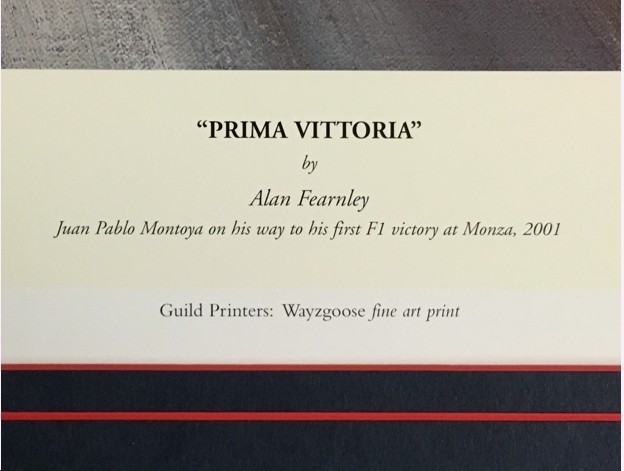 “PRIMA VITTORIA”
by
Alan Fearnley
Juan Pablo Montoya on his way to his first F1 victory at Monza, 2001
Guild Printers: Wayzgoose fine art print